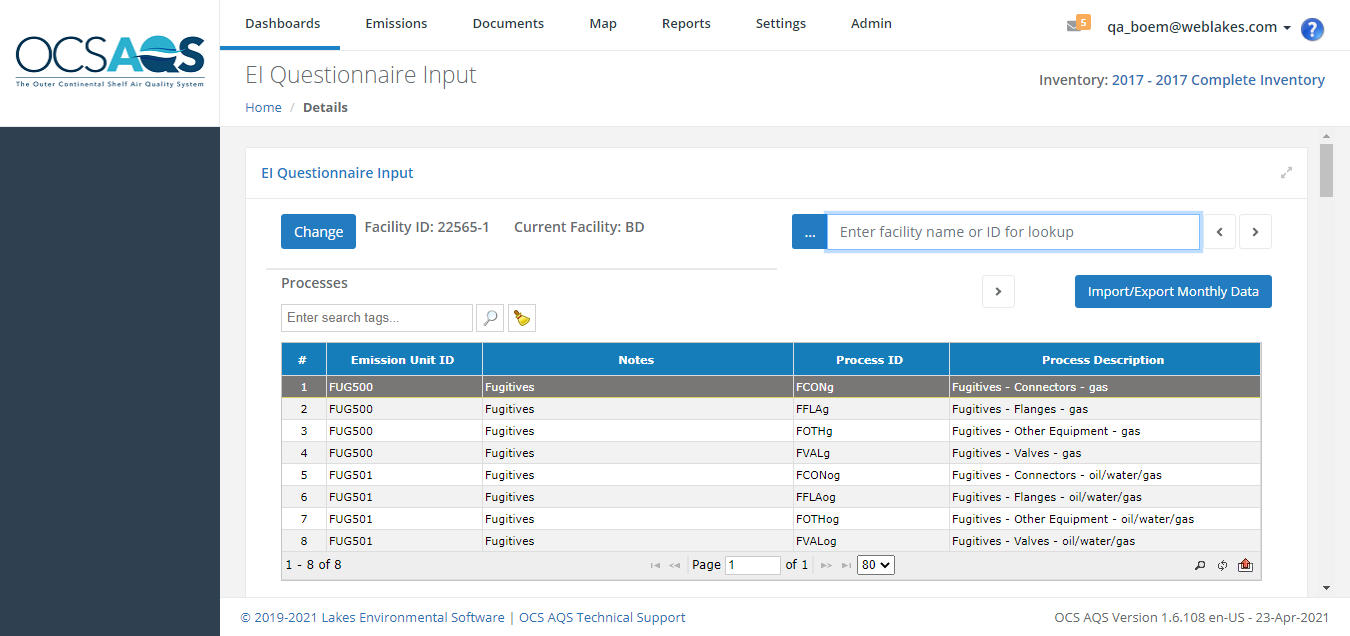 Dashboards Emissions Documents Map Reports Settings Admin 5 qa_boem@weblakes.com ?
OCSAQS
The Outer Continental Shelf Air Quality System
EI Questionnaire Input
Inventory: 2017 - 2017 Complete Inventory
Home / Details
EI Questionnaire Input
Change Facility ID: 22565-1 Current Facility: BD ... Enter facility name or ID for lookup
Processes
Import/Export Monthly Data
Enter search tags...
# Emission Unit ID Notes Process ID Process Description
1 FUG500 Fugitives FCONg Fugitives - Connectors - gas
2 FUG500 Fugitives FFLAg Fugitives - Flanges - gas
3 FUG500 Fugitives FOTHg Fugitives - Other Equipment - gas
4 FUG500 Fugitives FVALg Fugitives - Valves - gas
5 FUG501 Fugitives FCONog Fugitives - Connectors - oil/water/gas
6 FUG501 Fugitives FFLAog Fugitives - Flanges - oil/water/gas
7 FUG501 Fugitives FOTHog Fugitives - Other Equipment - oil/water/gas
8 FUG501 Fugitives FVALog Fugitives - Valves - oil/water/gas
1 - 8 of 8 Page 1 of 1 80
© 2019-2021 Lakes Environmental Software | OCS AQS Technical Support OCS AQS Version 1.6.108 en-US - 23-Apr-2021